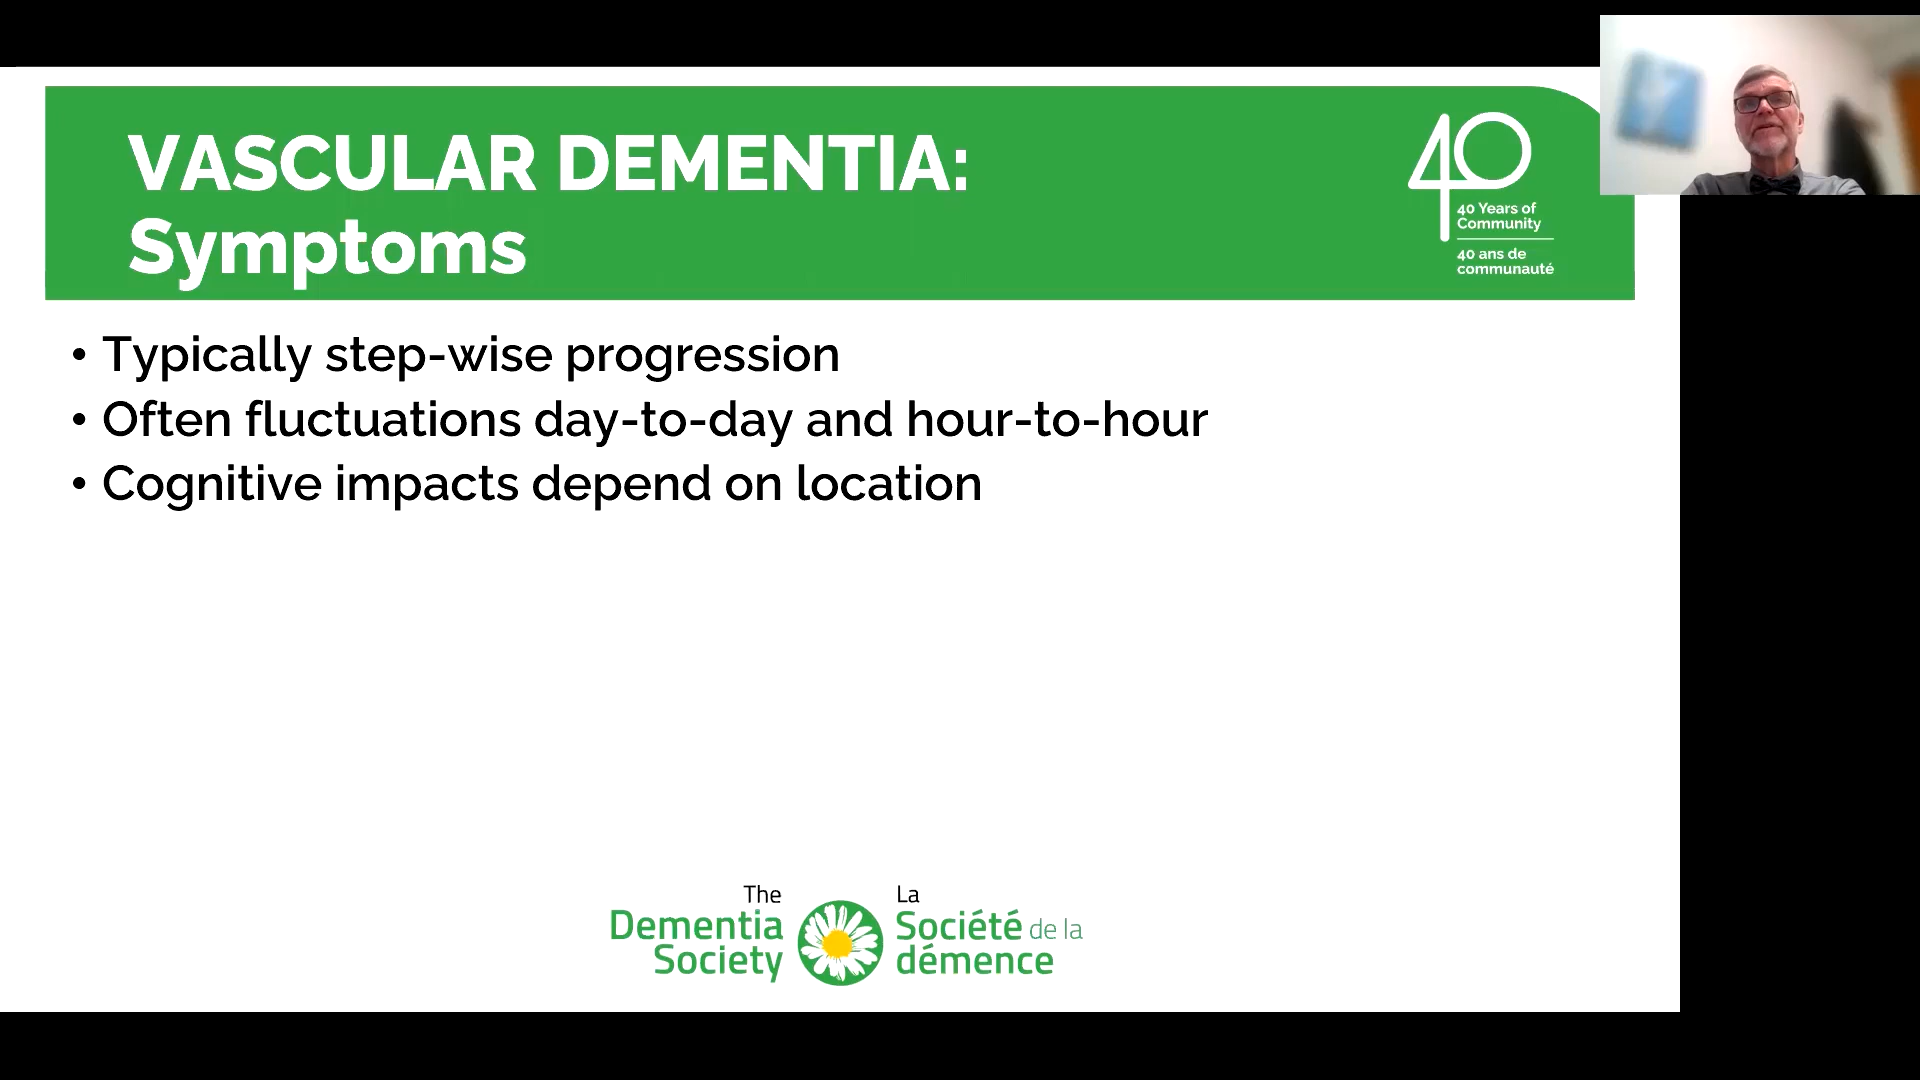 VASCULAR DEMENTIA:
Symptoms
40
40 Years of
Community
40 ans de
communauté
• Typically step-wise progression
• Often fluctuations day-to-day and hour-to-hour
• Cognitive impacts depend on location
The
Dementia
Society
La
Société de la
démence